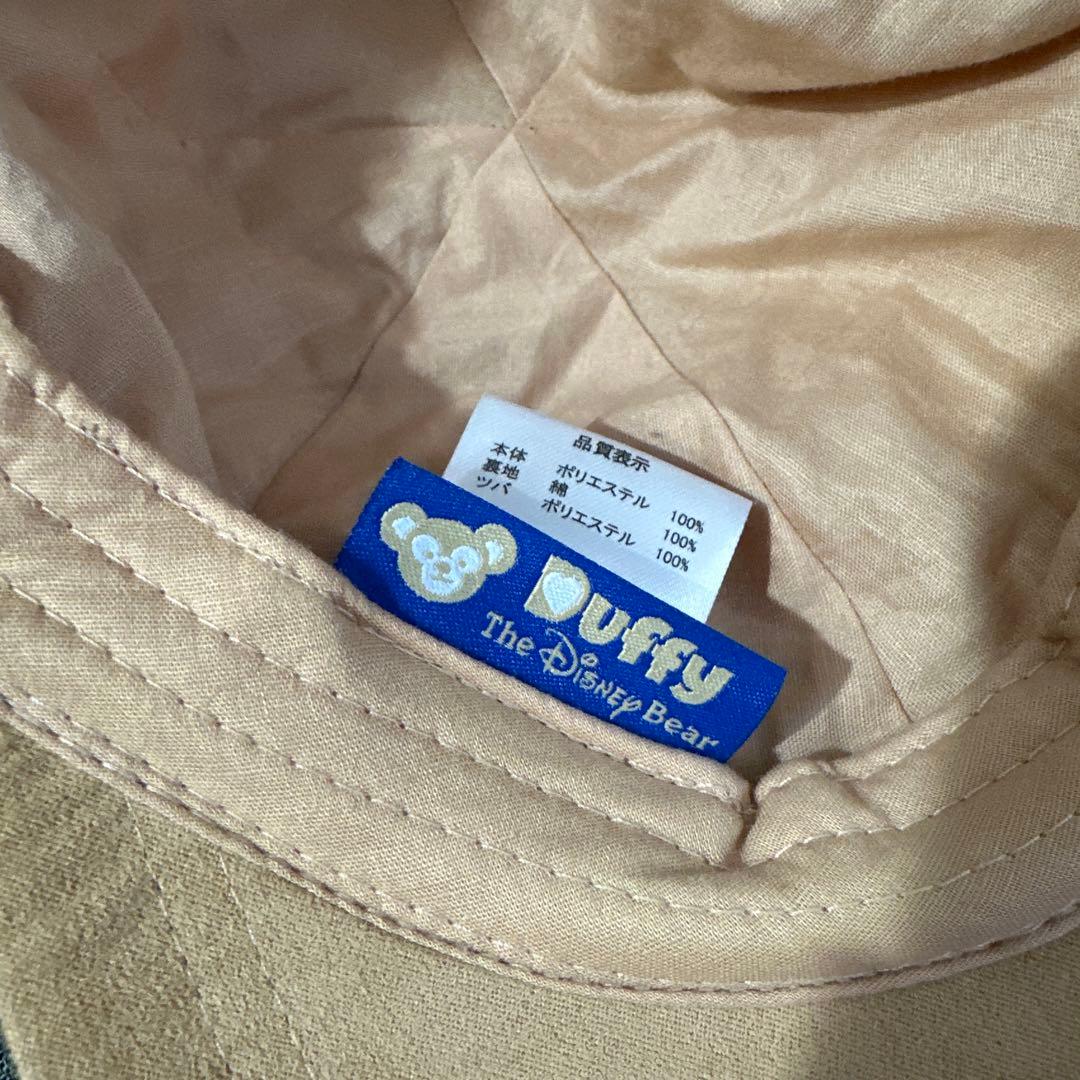 品質表示
本体 ポリエステル 100%
裏地 綿 100%
ツバ ポリエステル 100%
Duffy
The Disney Bear